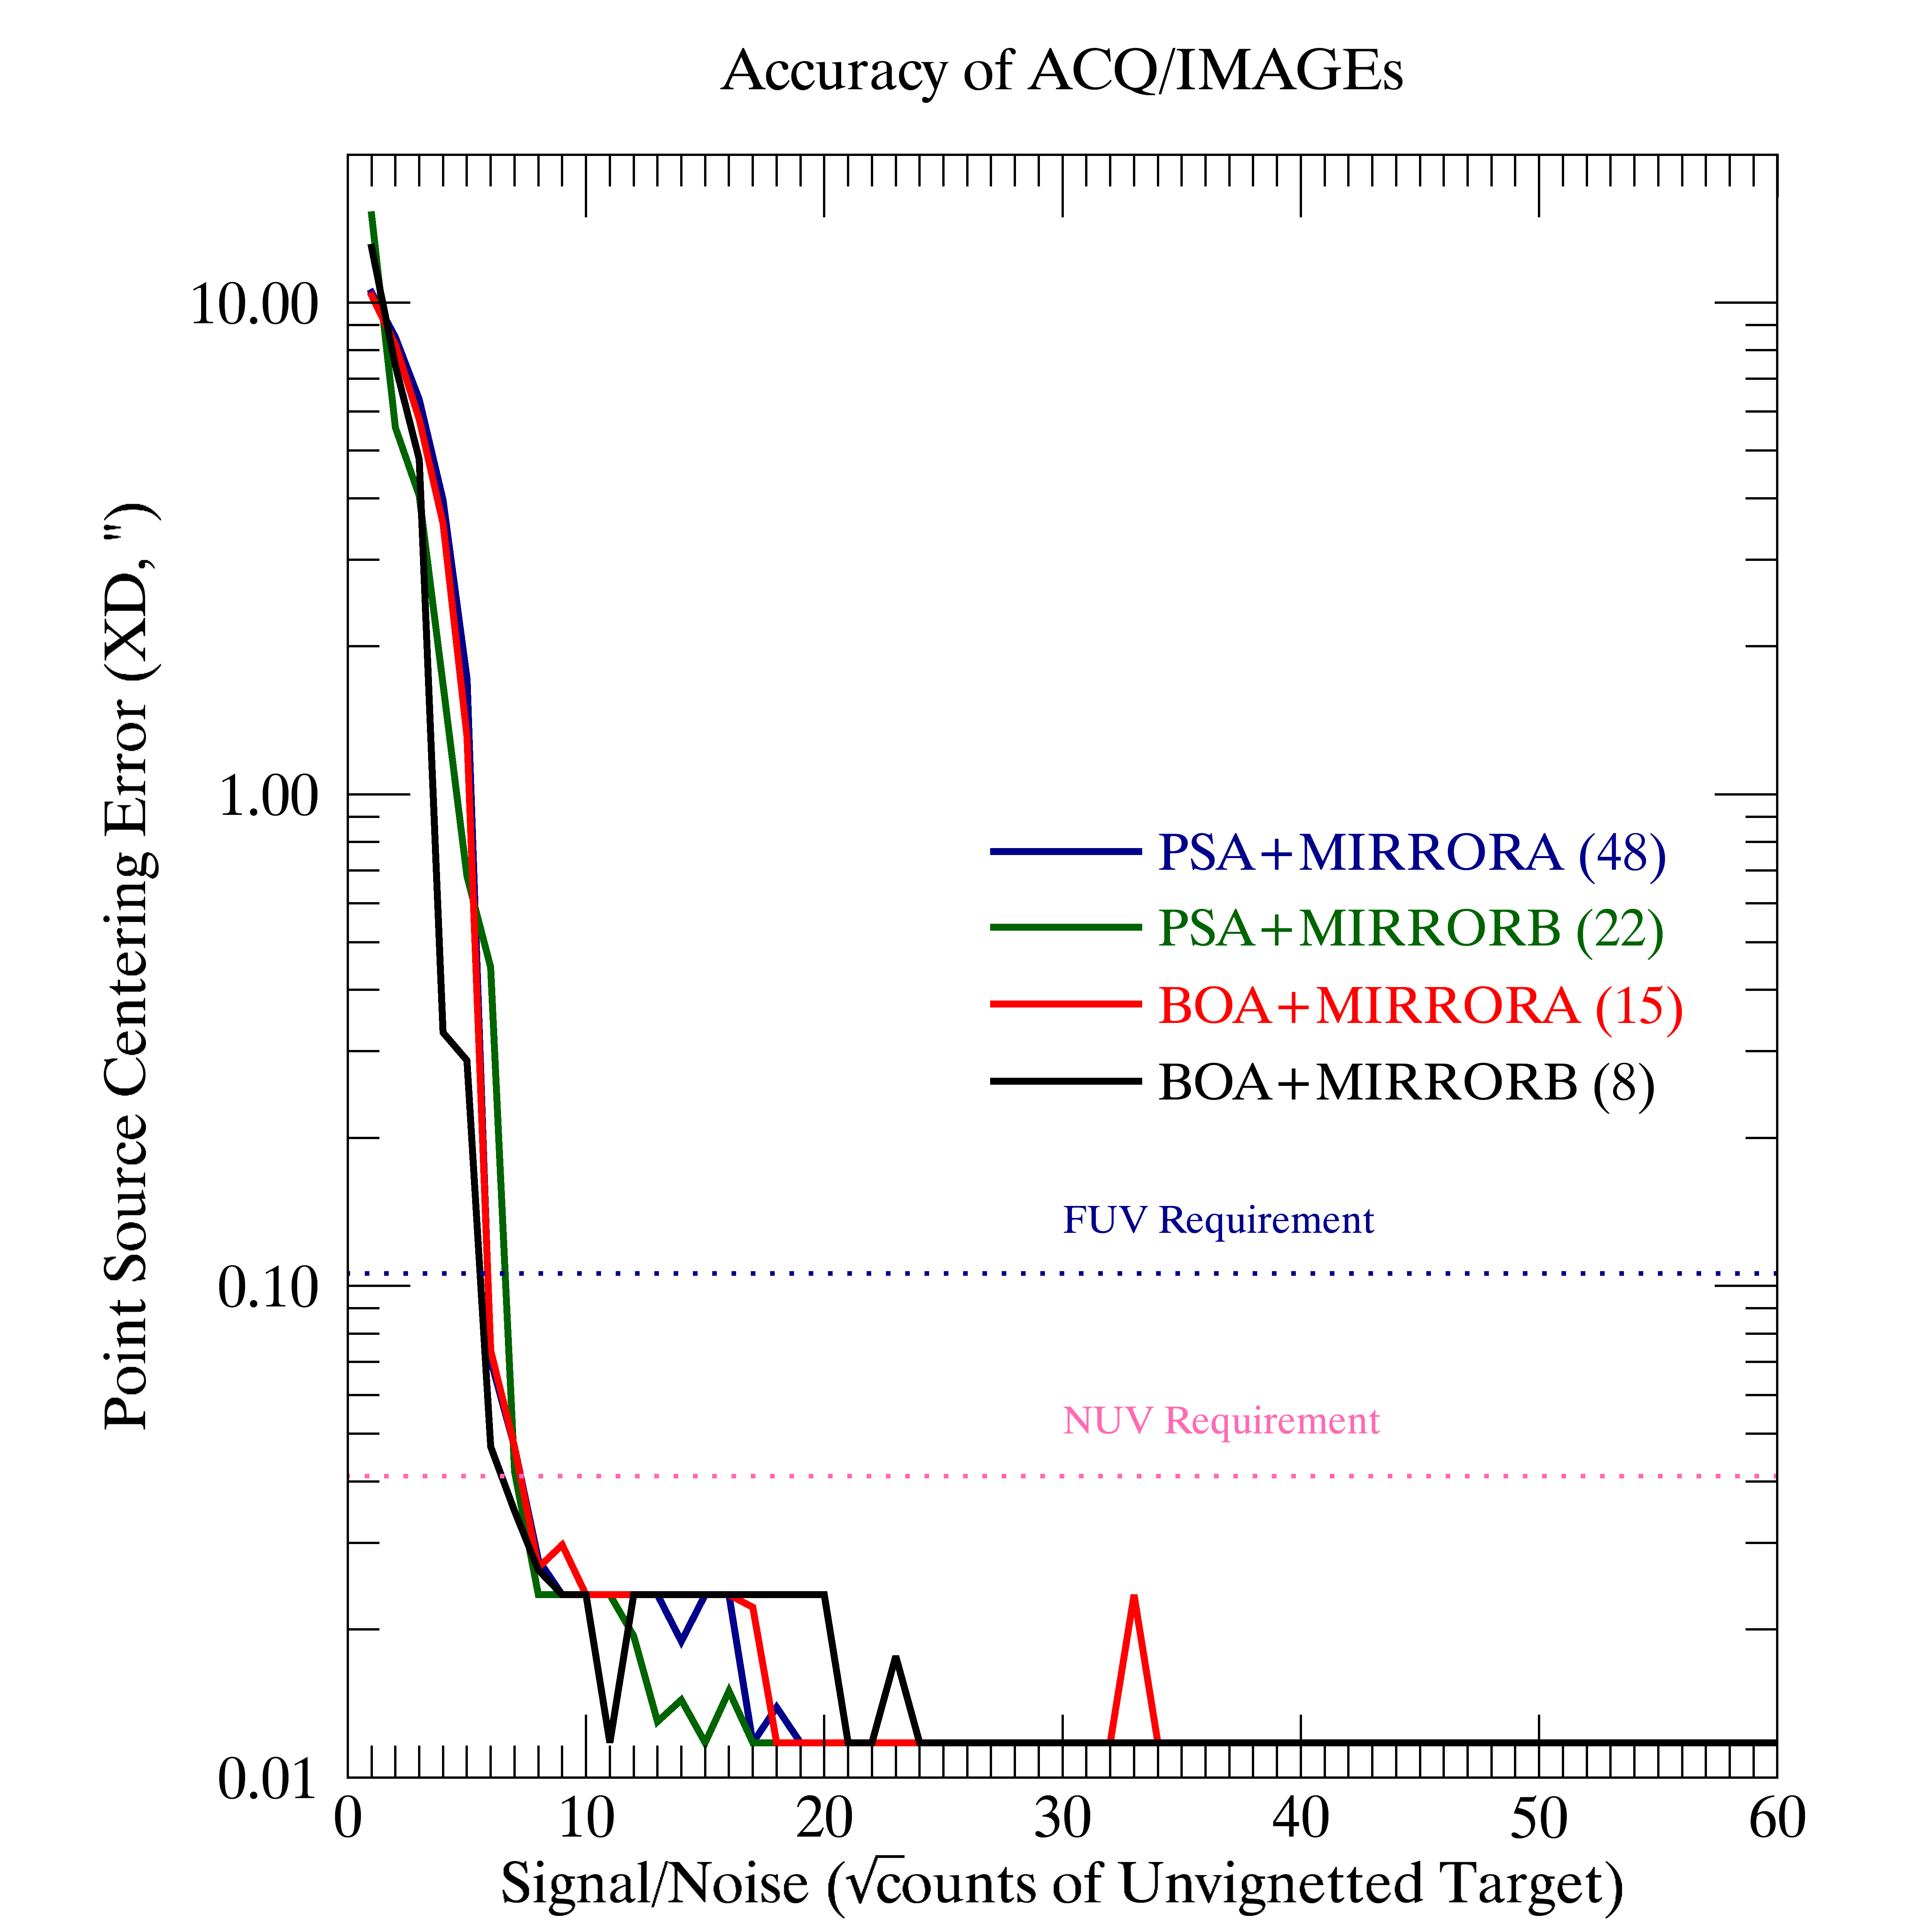 Accuracy of ACQ/IMAGEs
Point Source Centering Error (XD, ")
10.00
1.00
0.10
0.01
PSA+MIRRORA (48)
PSA+MIRRORB (22)
BOA+MIRRORA (15)
BOA+MIRRORB (8)
FUV Requirement
NUV Requirement
0 10 20 30 40 50 60
Signal/Noise (√counts of Unvignetted Target)